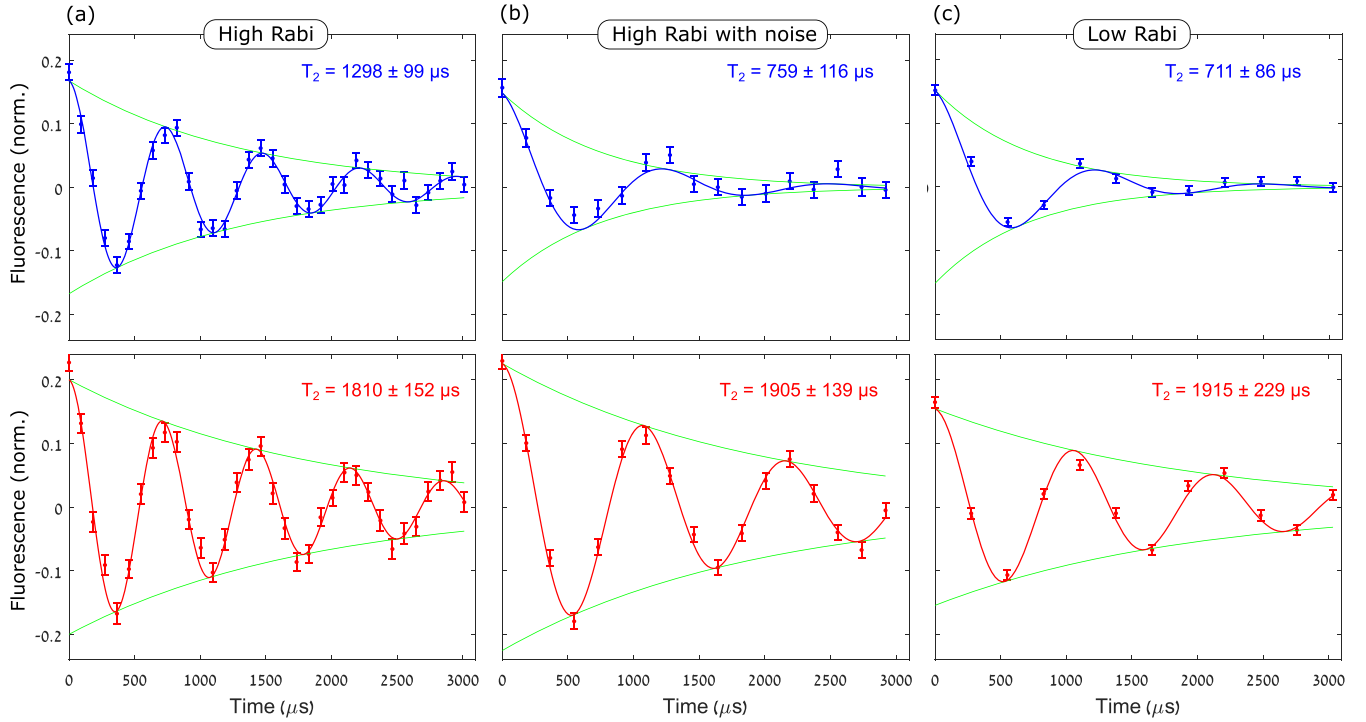 (a)
High Rabi
(b)
High Rabi with noise
(c)
Low Rabi
T2 = 1298 ± 99 µs
T2 = 759 ± 116 µs
T2 = 711 ± 86 µs
Fluorescence (norm.)
0.2
0.1
0
-0.1
-0.2
T2 = 1810 ± 152 µs
T2 = 1905 ± 139 µs
T2 = 1915 ± 229 µs
Fluorescence (norm.)
0.2
0.1
0
-0.1
-0.2
0 500 1000 1500 2000 2500 3000
0 500 1000 1500 2000 2500 3000
0 500 1000 1500 2000 2500 3000
Time (μs)
Time (μs)
Time (μs)